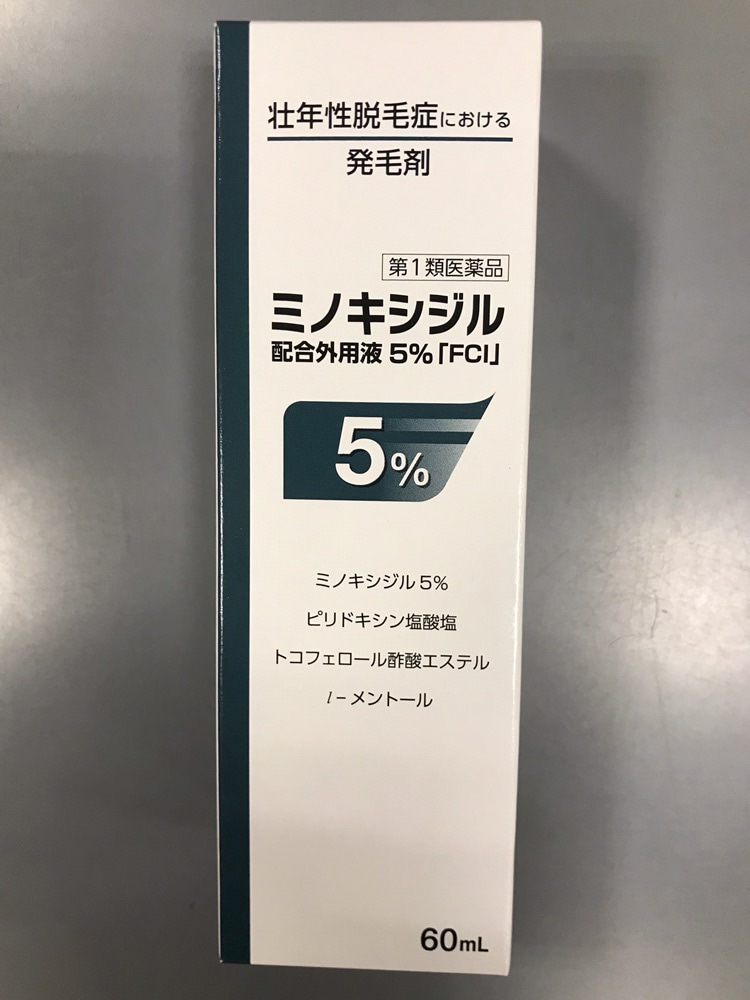 壮年性脱毛症における
発毛剤
第1類医薬品
ミノキシジル
配合外用液 5%「FCI」
5%
ミノキシジル 5%
ピリドキシン塩酸塩
トコフェロール酢酸エステル
l－メントール
60mL